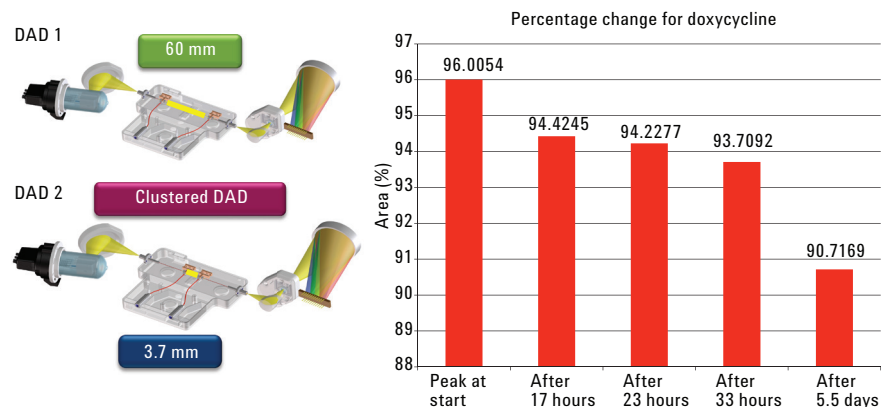 DAD 1
60 mm
DAD 2
Clustered DAD
3.7 mm
Percentage change for doxycycline
Area (%)
97
96
95
94
93
92
91
90
89
88
96.0054
94.4245
94.2277
93.7092
90.7169
Peak at
start
After
17 hours
After
23 hours
After
33 hours
After
5.5 days